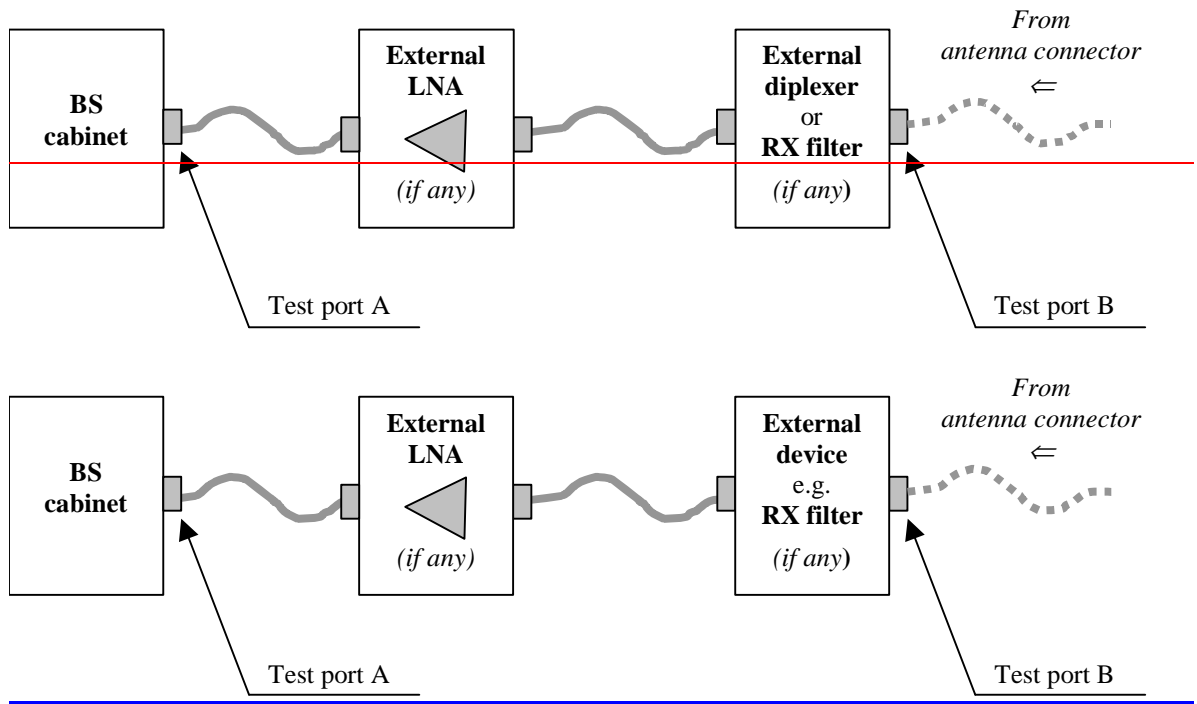 From
antenna connector
⇐
External
LNA
(if any)
External
diplexer
or
RX filter
(if any)
BS
cabinet
Test port A
Test port B
From
antenna connector
⇐
External
LNA
(if any)
External
device
e.g.
RX filter
(if any)
BS
cabinet
Test port A
Test port B